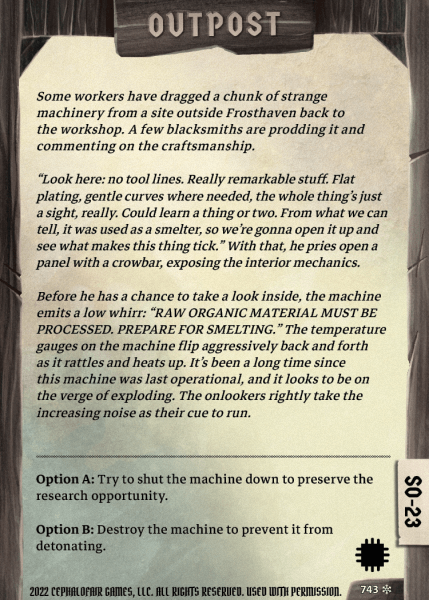 OUTPOST
Some workers have dragged a chunk of strange
machinery from a site outside Frosthaven back to
the workshop. A few blacksmiths are prodding it and
commenting on the craftsmanship.
“Look here: no tool lines. Really remarkable stuff. Flat
plating, gentle curves where needed, the whole thing’s just
a sight, really. Could learn a thing or two. From what we can
tell, it was used as a smelter, so we’re gonna open it up and
see what makes this thing tick.” With that, he pries open a
panel with a crowbar, exposing the interior mechanics.
Before he has a chance to take a look inside, the machine
emits a low whirr: “RAW ORGANIC MATERIAL MUST BE
PROCESSED. PREPARE FOR SMELTING.” The temperature
gauges on the machine flip aggressively back and forth
as it rattles and heats up. It’s been a long time since
this machine was last operational, and it looks to be on
the verge of exploding. The onlookers rightly take the
increasing noise as their cue to run.
Option A: Try to shut the machine down to preserve the
research opportunity.
Option B: Destroy the machine to prevent it from
detonating.
SO-23
2022 CEPHALOFAIR GAMES, LLC. ALL RIGHTS RESERVED. USED WITH PERMISSION.
743